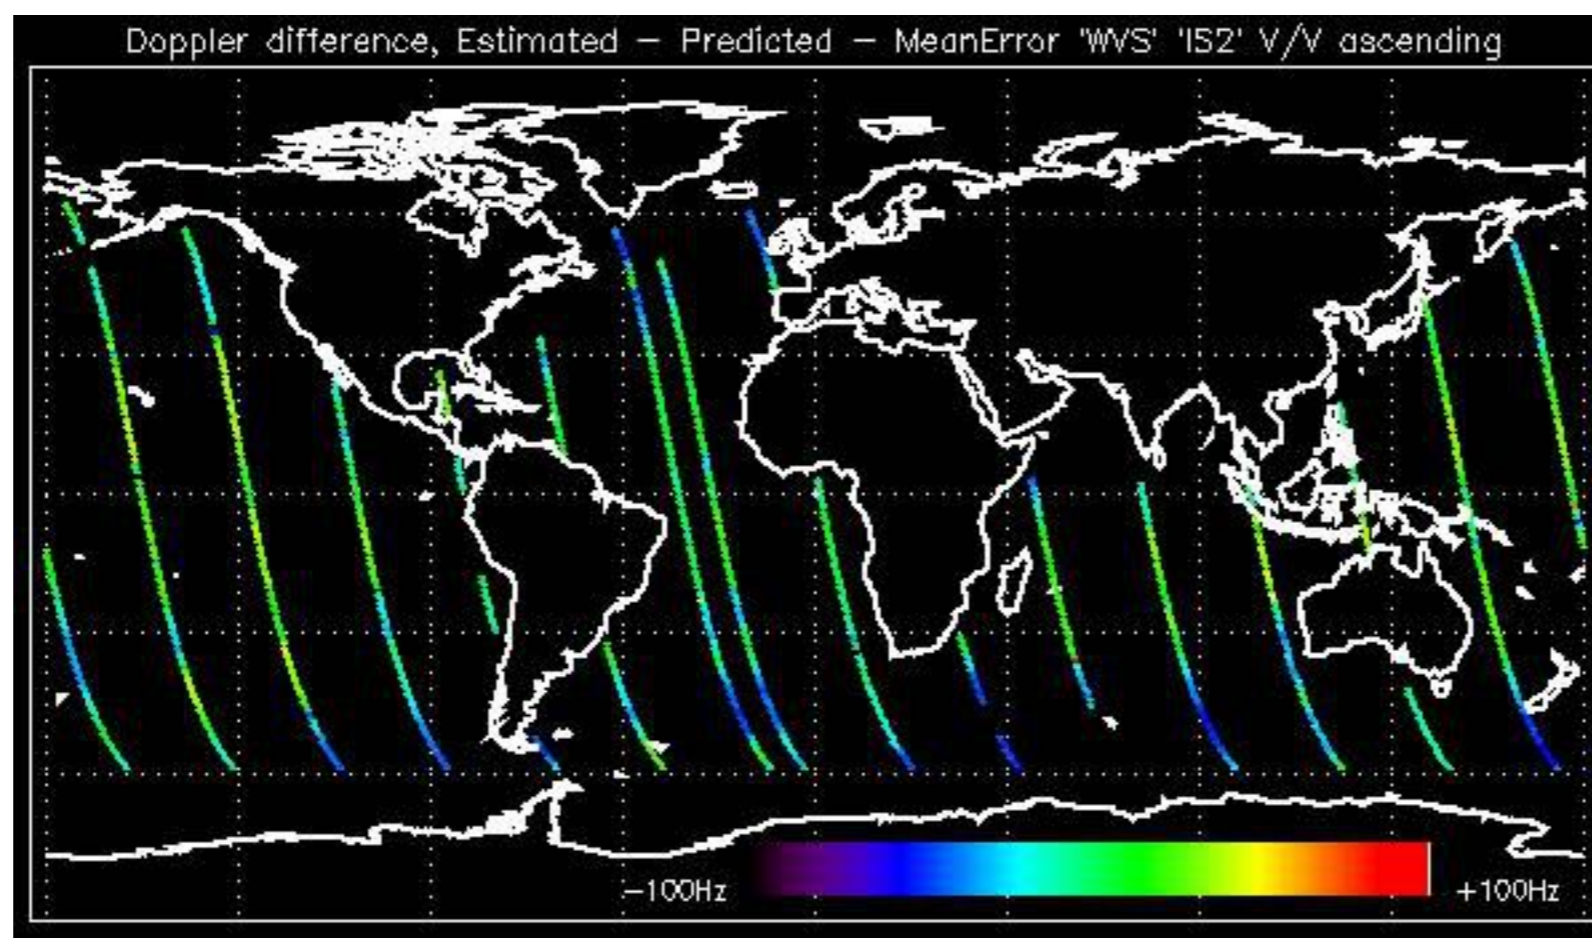 Doppler difference, Estimated – Predicted – MeanError 'WVS' 'IS2' V/V ascending
–100Hz +100Hz